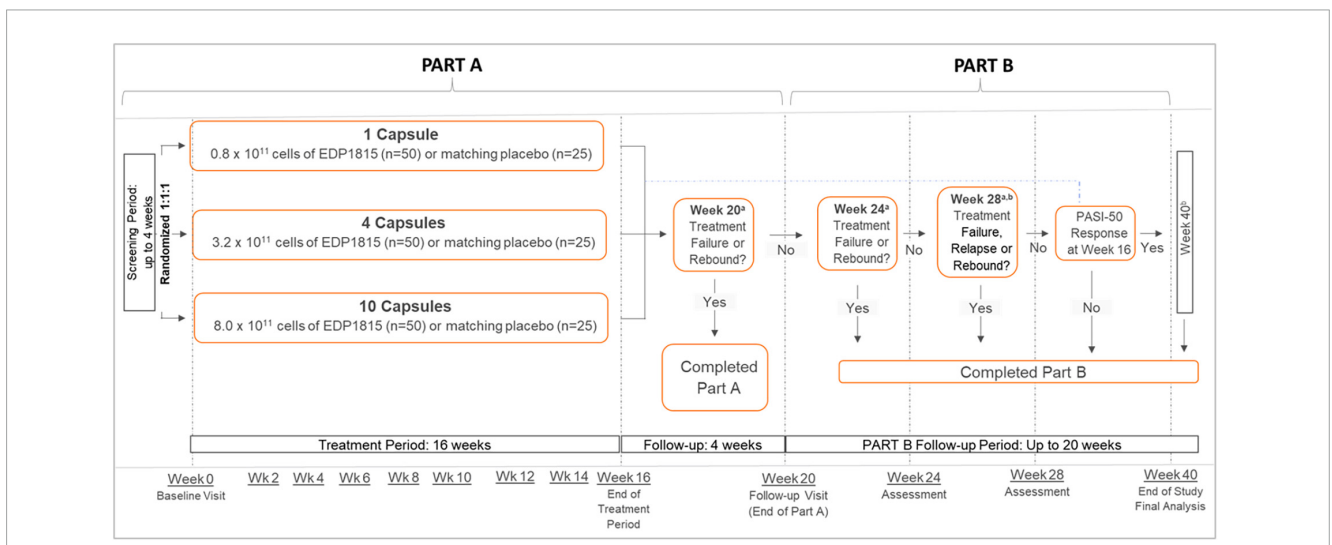 PART A
PART B
Screening Period:
up to 4 weeks
Randomized 1:1:1
1 Capsule
0.8 x 10¹¹ cells of EDP1815 (n=50) or matching placebo (n=25)
4 Capsules
3.2 x 10¹¹ cells of EDP1815 (n=50) or matching placebo (n=25)
10 Capsules
8.0 x 10¹¹ cells of EDP1815 (n=50) or matching placebo (n=25)
Week 20ᵃ
Treatment
Failure or
Rebound?
No
Yes
Completed
Part A
Week 24ᵃ
Treatment
Failure or
Rebound?
No
Yes
Week 28ᵃ,ᵇ
Treatment
Failure,
Relapse or
Rebound?
No
Yes
PASI-50
Response
at Week 16
Yes
No
Week 40ᵇ
Completed Part B
Treatment Period: 16 weeks
Follow-up: 4 weeks
PART B Follow-up Period: Up to 20 weeks
Week 0
Baseline Visit
Wk 2
Wk 4
Wk 6
Wk 8
Wk 10
Wk 12
Wk 14
Week 16
End of
Treatment
Period
Week 20
Follow-up Visit
(End of Part A)
Week 24
Assessment
Week 28
Assessment
Week 40
End of Study
Final Analysis